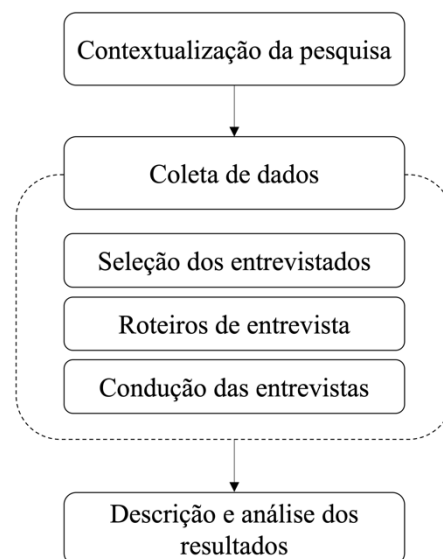 Contextualização da pesquisa
Coleta de dados
Seleção dos entrevistados
Roteiros de entrevista
Condução das entrevistas
Descrição e análise dos
resultados